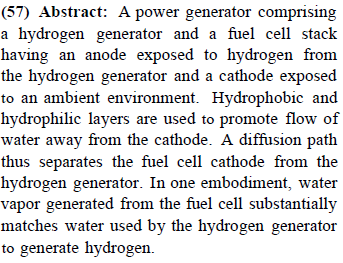 (57) Abstract: A power generator comprising
a hydrogen generator and a fuel cell stack
having an anode exposed to hydrogen from
the hydrogen generator and a cathode exposed
to an ambient environment. Hydrophobic and
hydrophilic layers are used to promote flow of
water away from the cathode. A diffusion path
thus separates the fuel cell cathode from the
hydrogen generator. In one embodiment, water
vapor generated from the fuel cell substantially
matches water used by the hydrogen generator
to generate hydrogen.